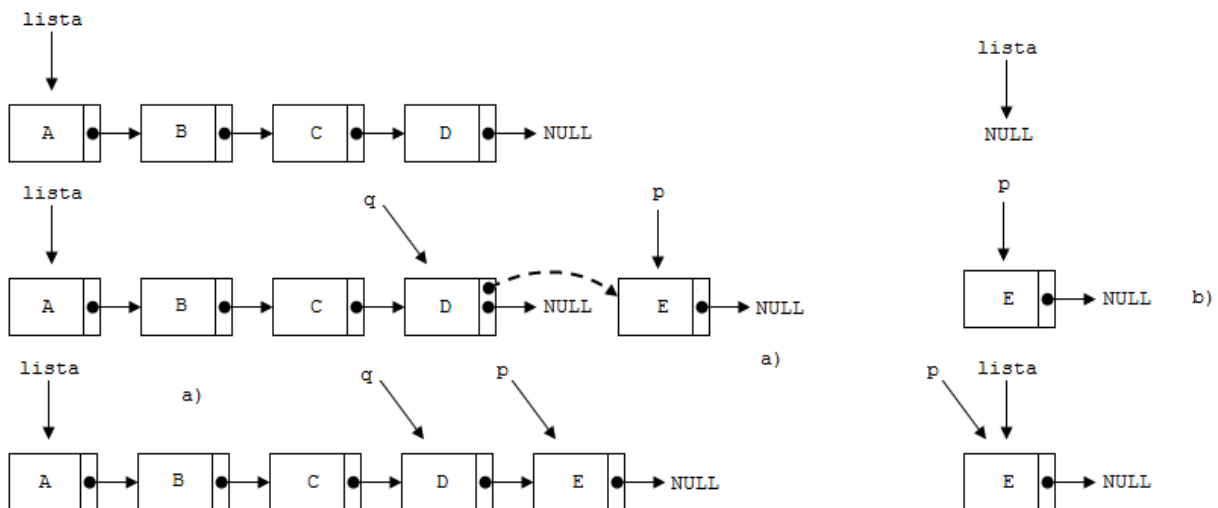 lista
A B C D NULL
lista q p
A B C D NULL E NULL
a)
lista q p
a)
A B C D E NULL
lista
NULL
p
E NULL b)
p lista
E NULL